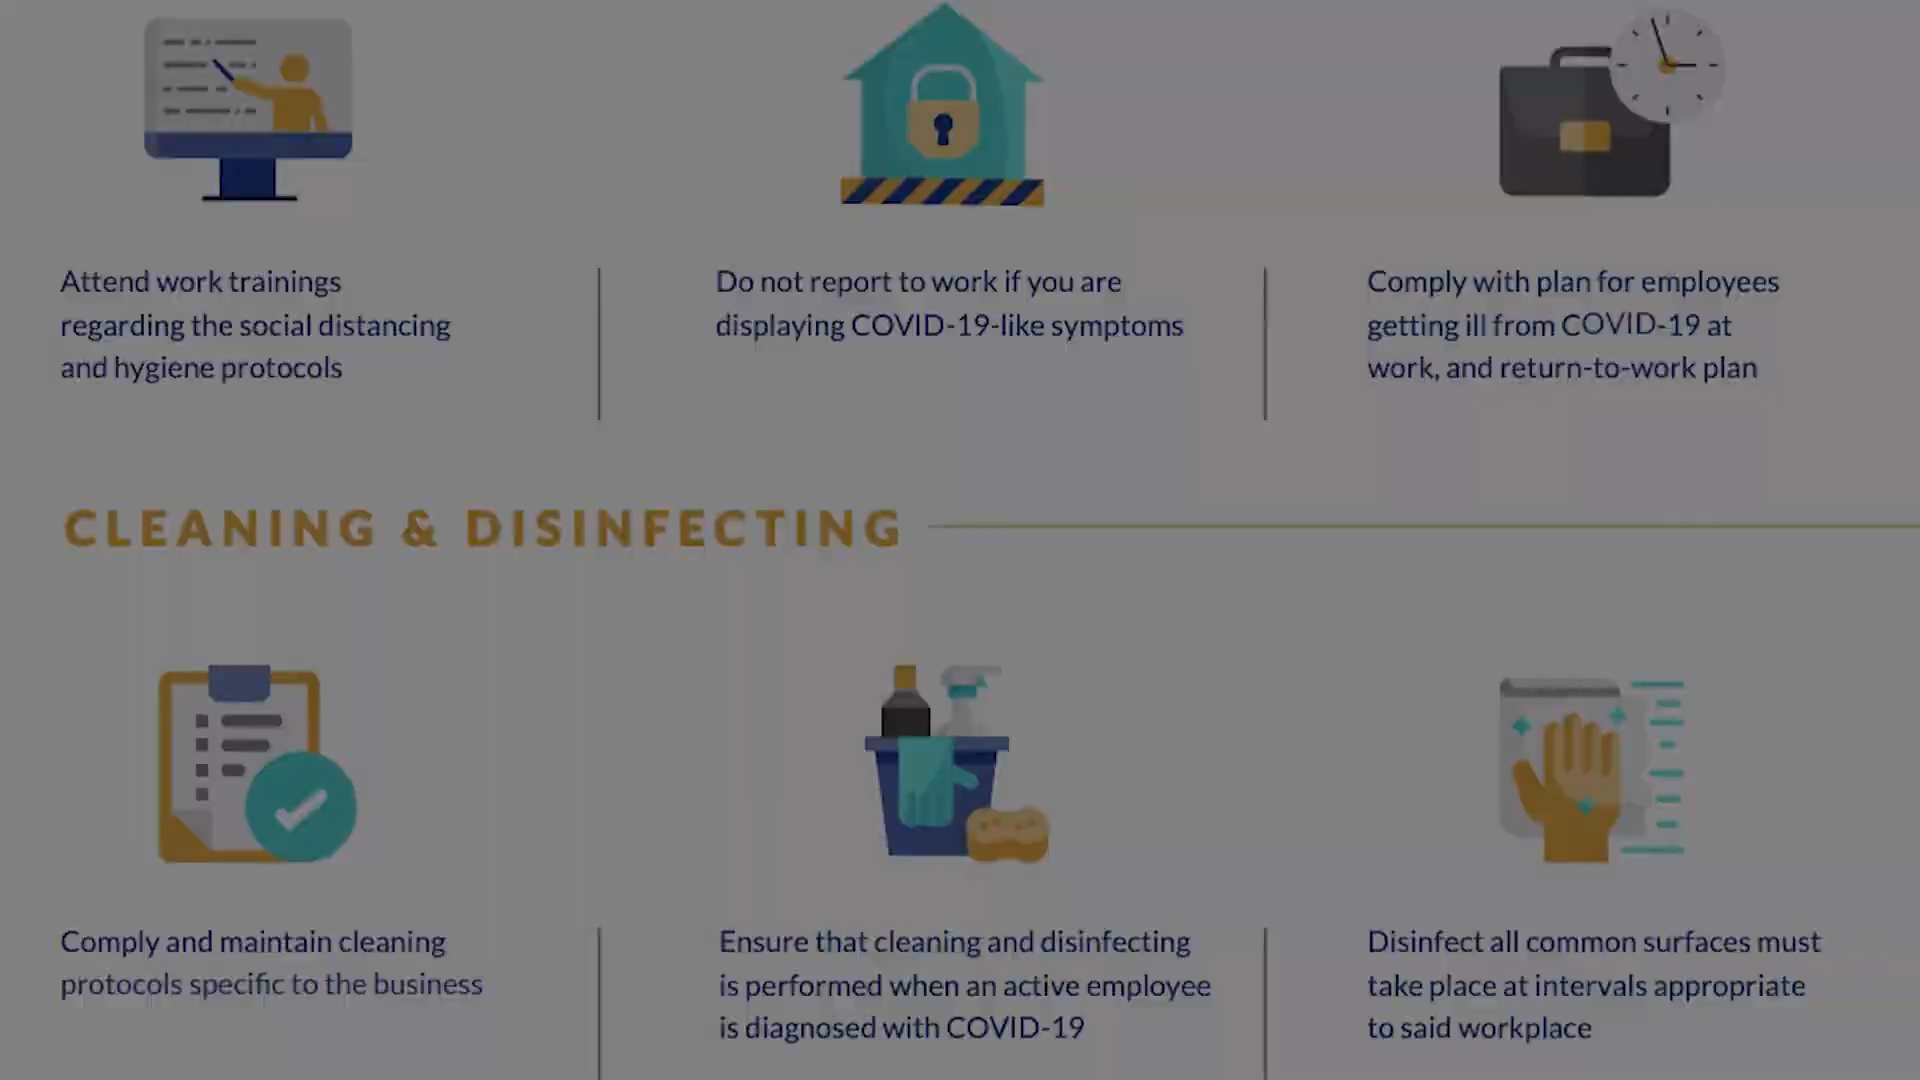 Attend work trainings
regarding the social distancing
and hygiene protocols
Do not report to work if you are
displaying COVID-19-like symptoms
Comply with plan for employees
getting ill from COVID-19 at
work, and return-to-work plan
CLEANING & DISINFECTING
Comply and maintain cleaning
protocols specific to the business
Ensure that cleaning and disinfecting
is performed when an active employee
is diagnosed with COVID-19
Disinfect all common surfaces must
take place at intervals appropriate
to said workplace